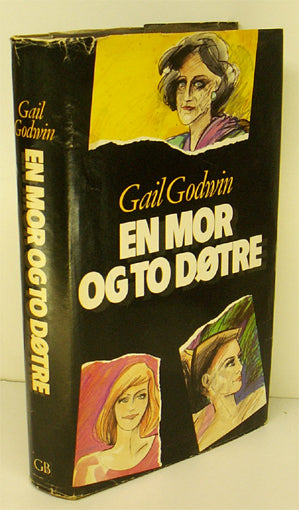 Gail
Godwin
EN MOR OG TO DØTRE
GB
Gail Godwin
EN MOR
OG TO DØTRE